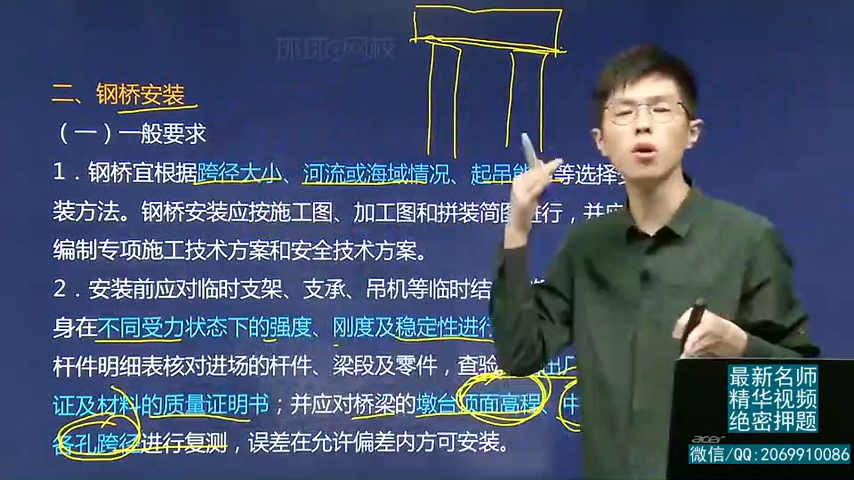 环球网校
二、钢桥安装
（一）一般要求
1．钢桥宜根据跨径大小、河流或海域情况、起吊能
等选择
装方法。钢桥安装应按施工图、加工图和拼装简图进行，并应
编制专项施工技术方案和安全技术方案。
2．安装前应对临时支架、支承、吊机等临时结
身在不同受力状态下的强度、刚度及稳定性进行
杆件明细表核对进场的杆件、梁段及零件，查验
证及材料的质量证明书；并应对桥梁的墩台顶面高程、中
各孔跨径进行复测，误差在允许偏差内方可安装。
最新名师
精华视频
绝密押题
微信/QQ:2069910086
acer